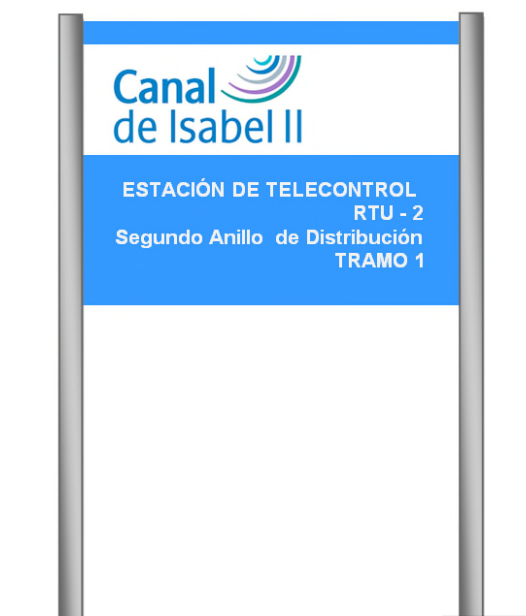 Canal
de Isabel II
ESTACIÓN DE TELECONTROL
RTU - 2
Segundo Anillo de Distribución
TRAMO 1